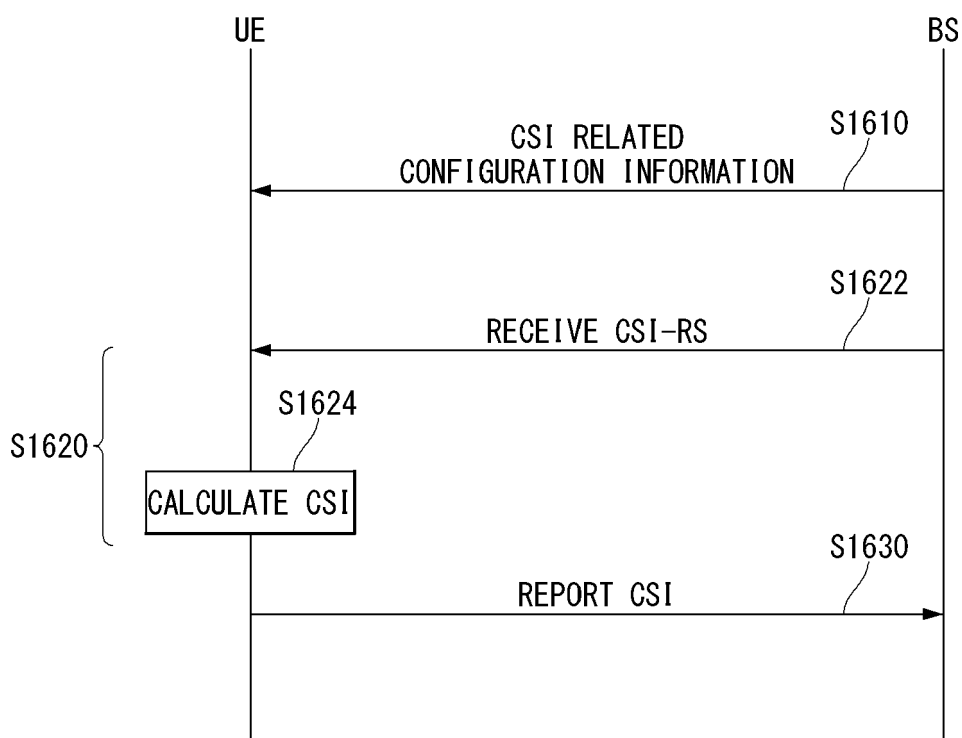 UE
BS
S1610
CSI RELATED
CONFIGURATION INFORMATION
S1622
RECEIVE CSI-RS
S1624
S1620
CALCULATE CSI
S1630
REPORT CSI